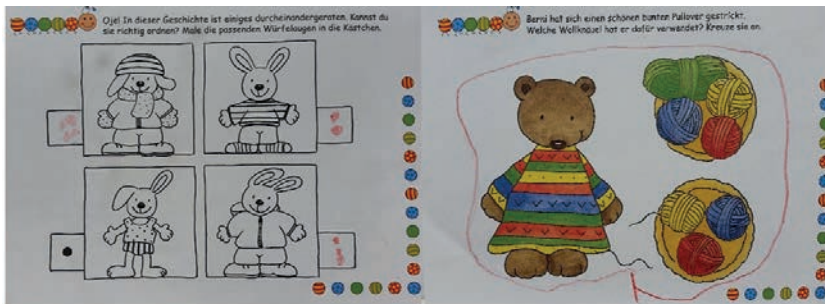 Oje! In dieser Geschichte ist einiges durcheinandergeraten. Kannst du
sie richtig ordnen? Male die passenden Würfelaugen in die Kästchen.
Berni hat sich einen schönen bunten Pullover gestrickt.
Welche Wollknäuel hat er dafür verwendet? Kreuze sie an.